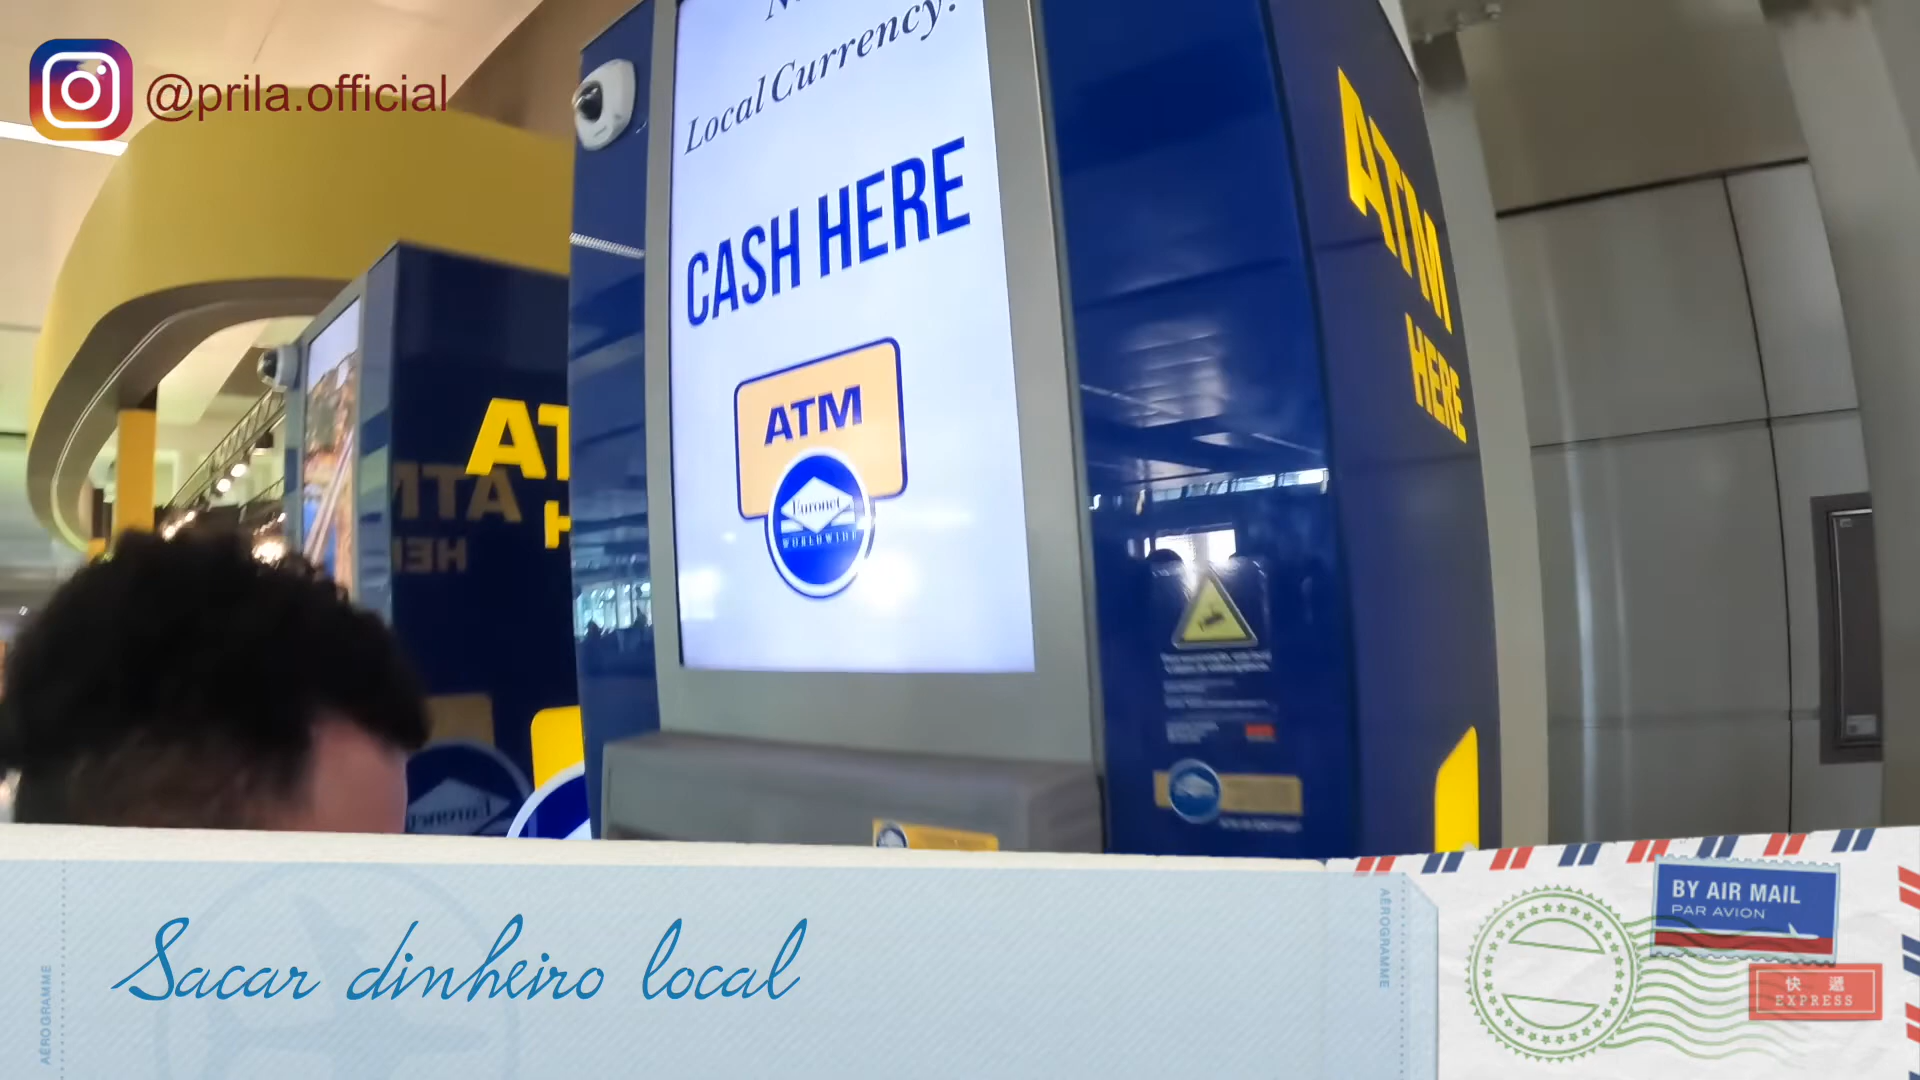 @prila.official
Local Currency?
CASH HERE
ATM
Euronet
WORLDWIDE
ATM
HERE
Sacar dinheiro local
AÉROGRAMME
AÉROGRAMME
BY AIR MAIL
PAR AVION
快 遞
EXPRESS